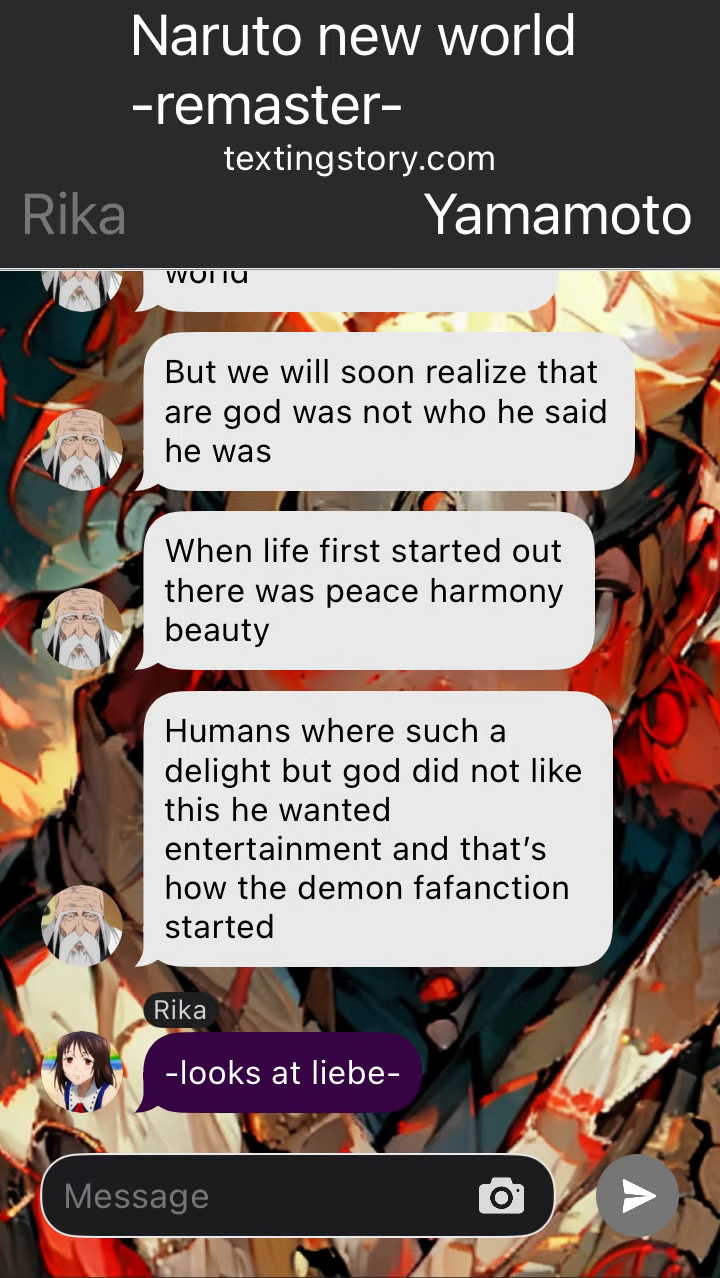 Naruto new world
-remaster-
textingstory.com
Rika
Yamamoto
world
But we will soon realize that
are god was not who he said
he was
When life first started out
there was peace harmony
beauty
Humans where such a
delight but god did not like
this he wanted
entertainment and that’s
how the demon fafanction
started
Rika
-looks at liebe-
Message